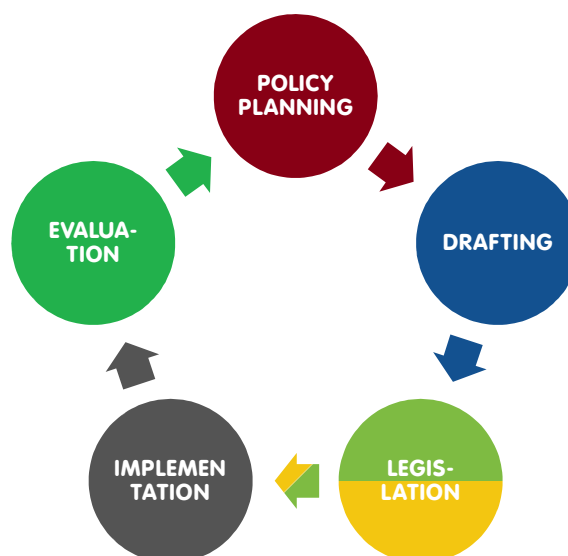 POLICY
PLANNING
DRAFTING
LEGIS-
LATION
IMPLEMEN
TATION
EVALUA-
TION